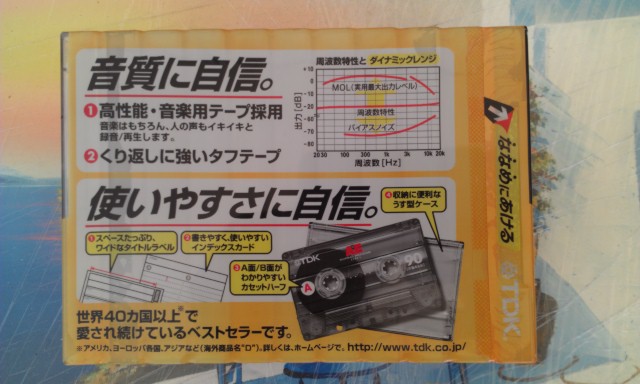 音質に自信。
❶高性能・音楽用テープ採用
音楽はもちろん、人の声もイキイキと
録音/再生します。
❷くり返しに強いタフテープ
周波数特性と ダイナミックレンジ
出力[dB]
MOL(実用最大出力レベル)
周波数特性
バイアスノイズ
20 50 100 300 1k 3k 10k 20k
周波数[Hz]
使いやすさに自信。
❶スペースたっぷり、
ワイドなタイトルラベル
❷書きやすく、使いやすい
インデックスカード
❸A面/B面が
わかりやすい
カセットハーフ
❹収納に便利な
うす型ケース
TDK
AE
90
A
世界40カ国以上※で
愛され続けているベストセラーです。
※アメリカ、ヨーロッパ各国、アジアなど(海外商品名"D")。詳しくは、ホームページで。http://www.tdk.co.jp/
ななめにあける
TDK